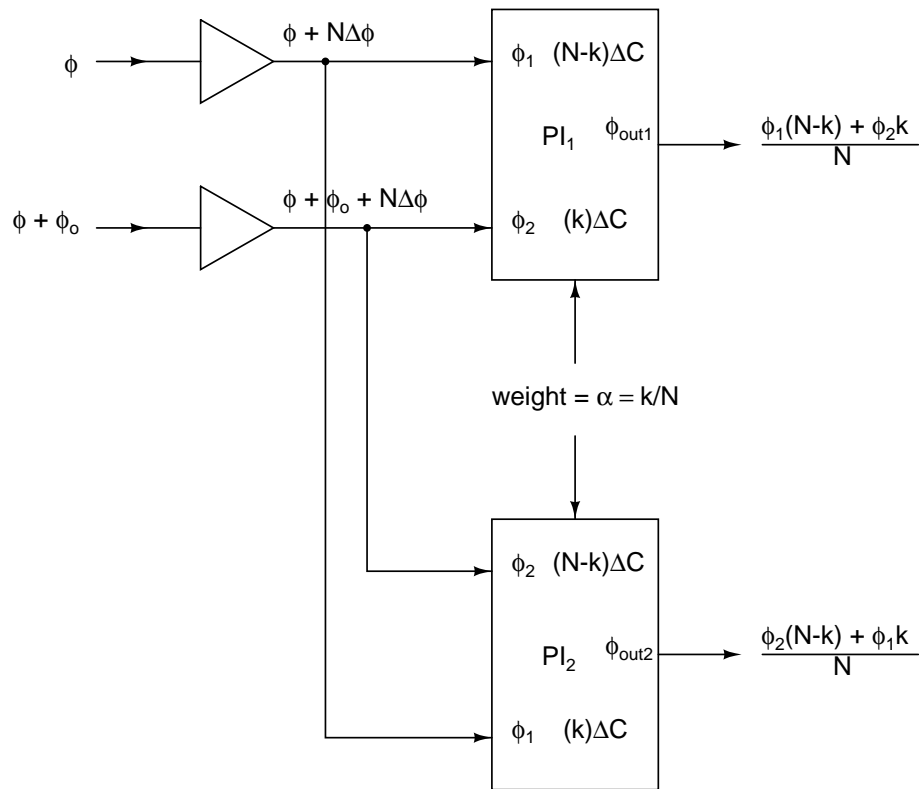 ϕ
ϕ + NΔϕ
ϕ₁ (N-k)ΔC
PI₁
ϕout1
ϕ₂ (k)ΔC
ϕ₁(N-k) + ϕ₂k
N
ϕ + ϕₒ
ϕ + ϕₒ + NΔϕ
weight = α = k/N
ϕ₂ (N-k)ΔC
PI₂
ϕout2
ϕ₁ (k)ΔC
ϕ₂(N-k) + ϕ₁k
N